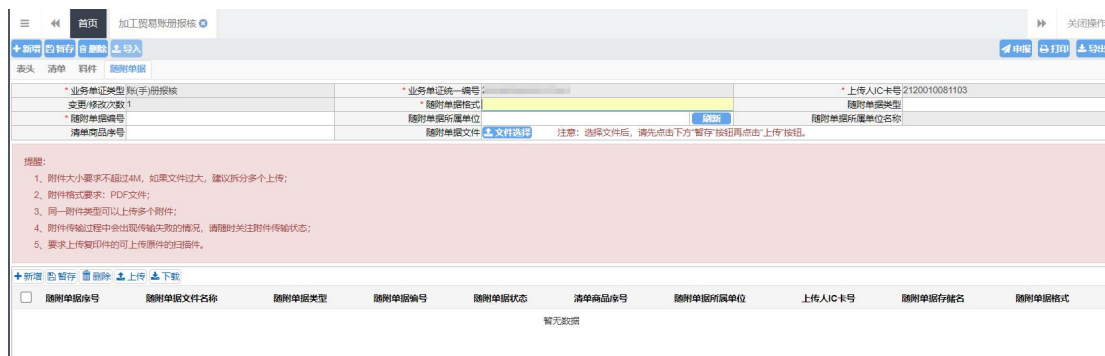 首页 加工贸易账册报核 关闭操作
新增 暂存 删除 导入 申报 打印 导出
表头 清单 料件 随附单据
* 业务单证类型 账(手)册报核 * 业务单证统一编号 * 上传人IC卡号 2120010081103
变更/修改次数 1 * 随附单据格式 随附单据类型
* 随附单据编号 随附单据所属单位 刷新 随附单据所属单位名称
清单商品序号 随附单据文件 文件选择 注意：选择文件后，请先点击下方“暂存”按钮再点击“上传”按钮。
提醒：
1、附件大小要求不超过4M，如果文件过大，建议拆分多个上传；
2、附件格式要求：PDF文件；
3、同一附件类型可以上传多个附件；
4、附件传输过程中会出现传输失败的情况，请随时关注附件传输状态；
5、要求上传复印件的可上传原件的扫描件。
新增 暂存 删除 上传 下载
随附单据序号 随附单据文件名称 随附单据类型 随附单据编号 随附单据状态 清单商品序号 随附单据所属单位 上传人IC卡号 随附单据存储名 随附单据格式
暂无数据